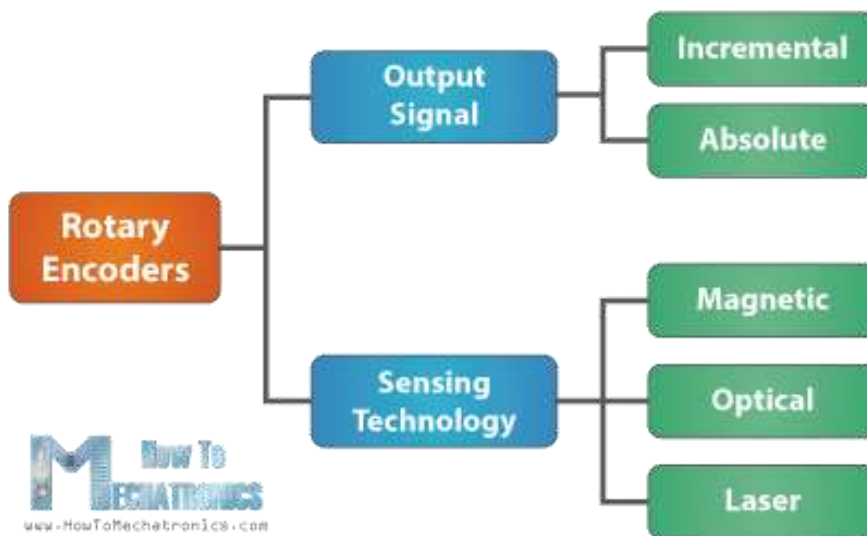 Rotary
Encoders
Output
Signal
Incremental
Absolute
Sensing
Technology
Magnetic
Optical
Laser
How To
MECHATRONICS
www.HowToMechatronics.com